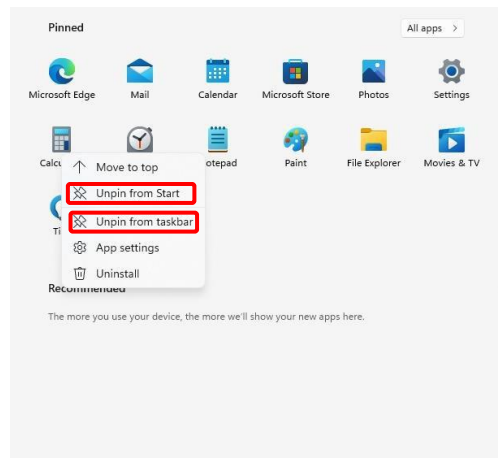 Pinned
All apps >
Microsoft Edge Mail Calendar Microsoft Store Photos Settings
Calcu otepad Paint File Explorer Movies & TV
Move to top
Unpin from Start
Unpin from taskbar
Ti
App settings
Uninstall
Recommended
The more you use your device, the more we'll show your new apps here.